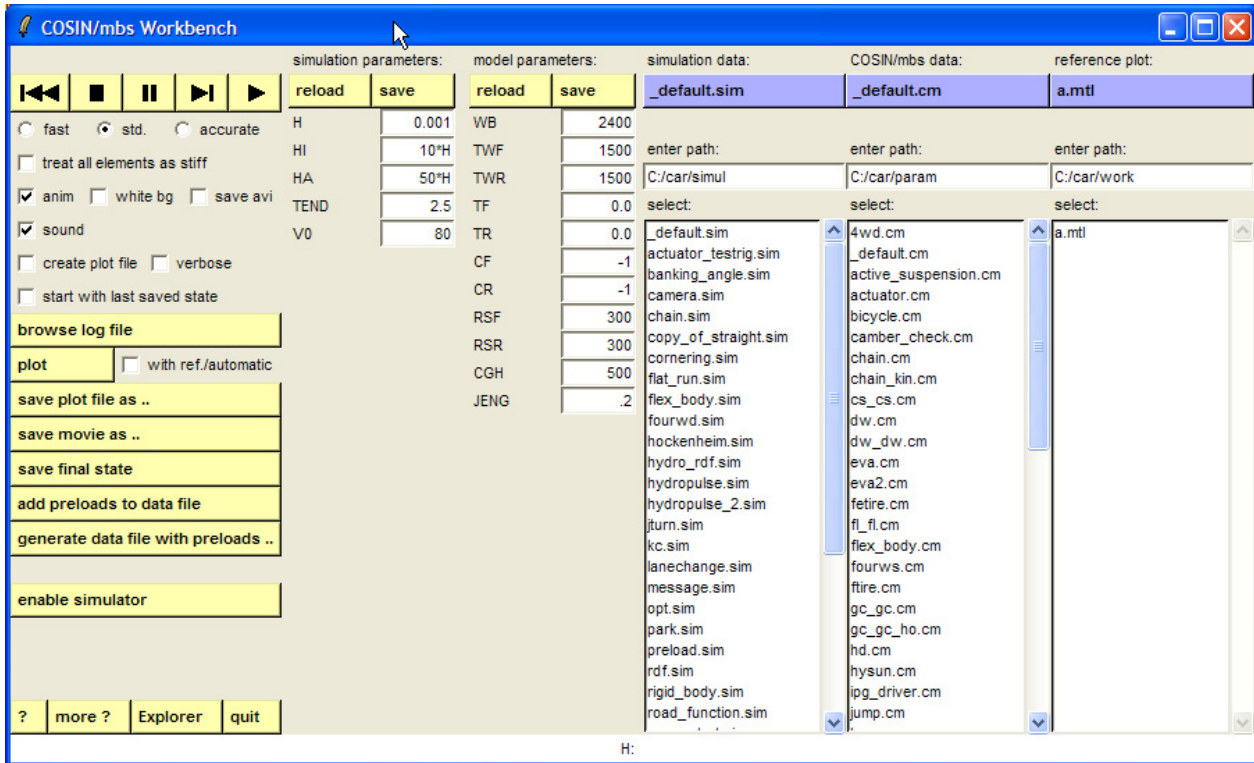 COSIN/mbs Workbench
simulation parameters:
model parameters:
simulation data:
COSIN/mbs data:
reference plot:
reload save
reload save
_default.sim
_default.cm
a.mtl
fast std. accurate
treat all elements as stiff
anim white bg save avi
sound
create plot file verbose
start with last saved state
browse log file
plot with ref./automatic
save plot file as ..
save movie as ..
save final state
add preloads to data file
generate data file with preloads ..
enable simulator
? more ? Explorer quit
H 0.001
HI 10*H
HA 50*H
TEND 2.5
V0 80
WB 2400
TWF 1500
TWR 1500
TF 0.0
TR 0.0
CF -1
CR -1
RSF 300
RSR 300
CGH 500
JENG .2
enter path:
C:/car/simul
select:
_default.sim
actuator_testrig.sim
banking_angle.sim
camera.sim
chain.sim
copy_of_straight.sim
cornering.sim
flat_run.sim
flex_body.sim
fourwd.sim
hockenheim.sim
hydro_rdf.sim
hydropulse.sim
hydropulse_2.sim
jturn.sim
kc.sim
lanechange.sim
message.sim
opt.sim
park.sim
preload.sim
rdf.sim
rigid_body.sim
road_function.sim
enter path:
C:/car/param
select:
4wd.cm
_default.cm
active_suspension.cm
actuator.cm
bicycle.cm
camber_check.cm
chain.cm
chain_kin.cm
cs_cs.cm
dw.cm
dw_dw.cm
eva.cm
eva2.cm
fetire.cm
fl_fl.cm
flex_body.cm
fourws.cm
ftire.cm
gc_gc.cm
gc_gc_ho.cm
hd.cm
hysun.cm
ipg_driver.cm
jump.cm
enter path:
C:/car/work
select:
a.mtl
H: